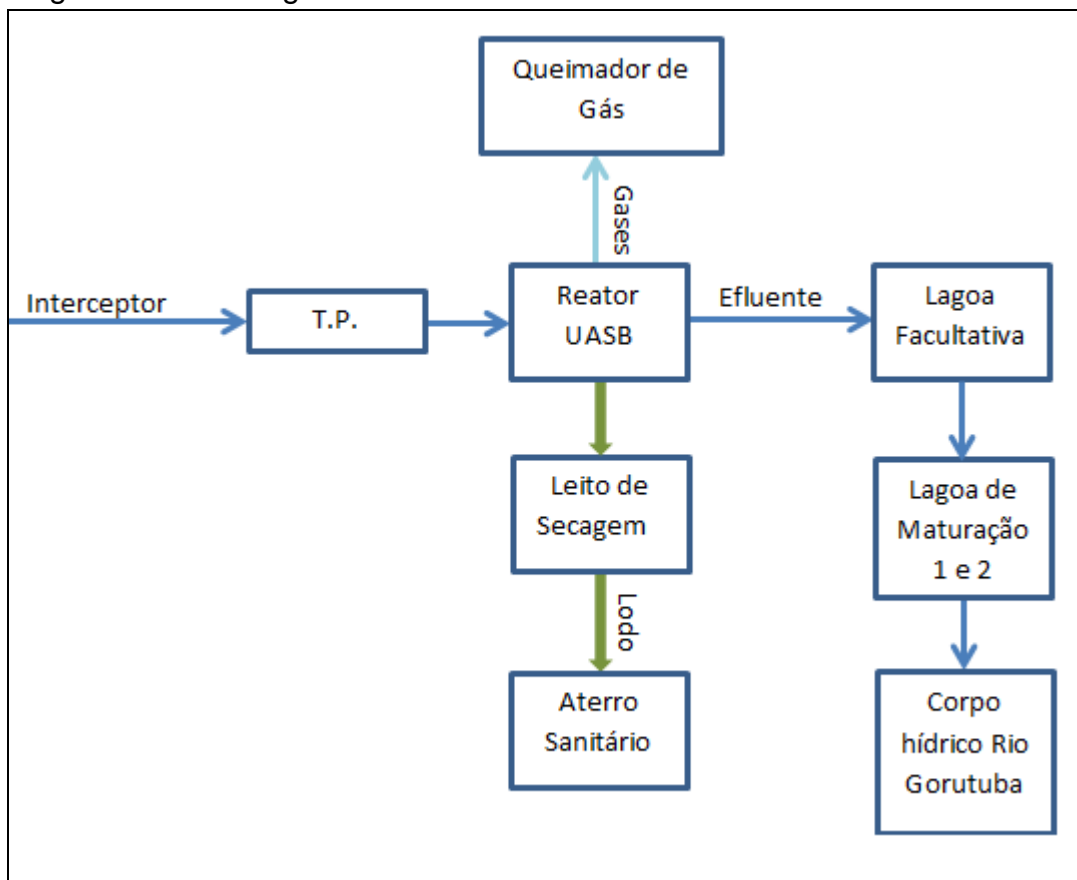 Queimador de
Gás
Gases
Interceptor
T.P.
Reator
UASB
Efluente
Lagoa
Facultativa
Leito de
Secagem
Lagoa de
Maturação
1 e 2
Lodo
Aterro
Sanitário
Corpo
hídrico Rio
Gorutuba